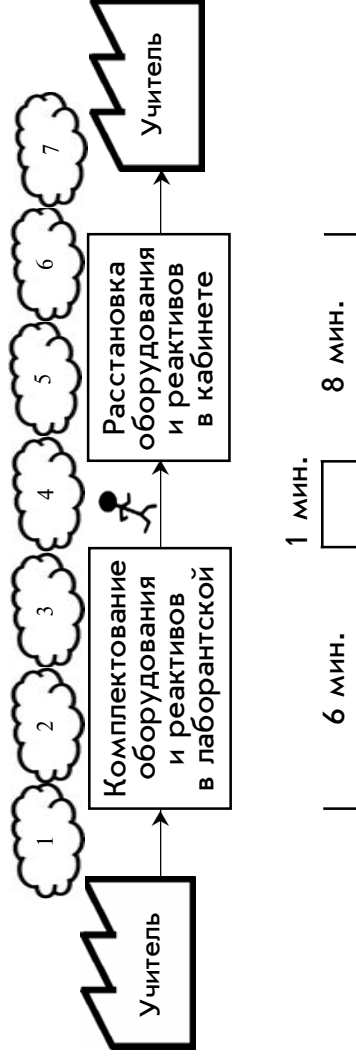 1
2
3
4
5
6
7
Учитель
Комплектование
оборудования
и реактивов
в лаборантской
Расстановка
оборудования
и реактивов
в кабинете
Учитель
6 мин.
1 мин.
8 мин.